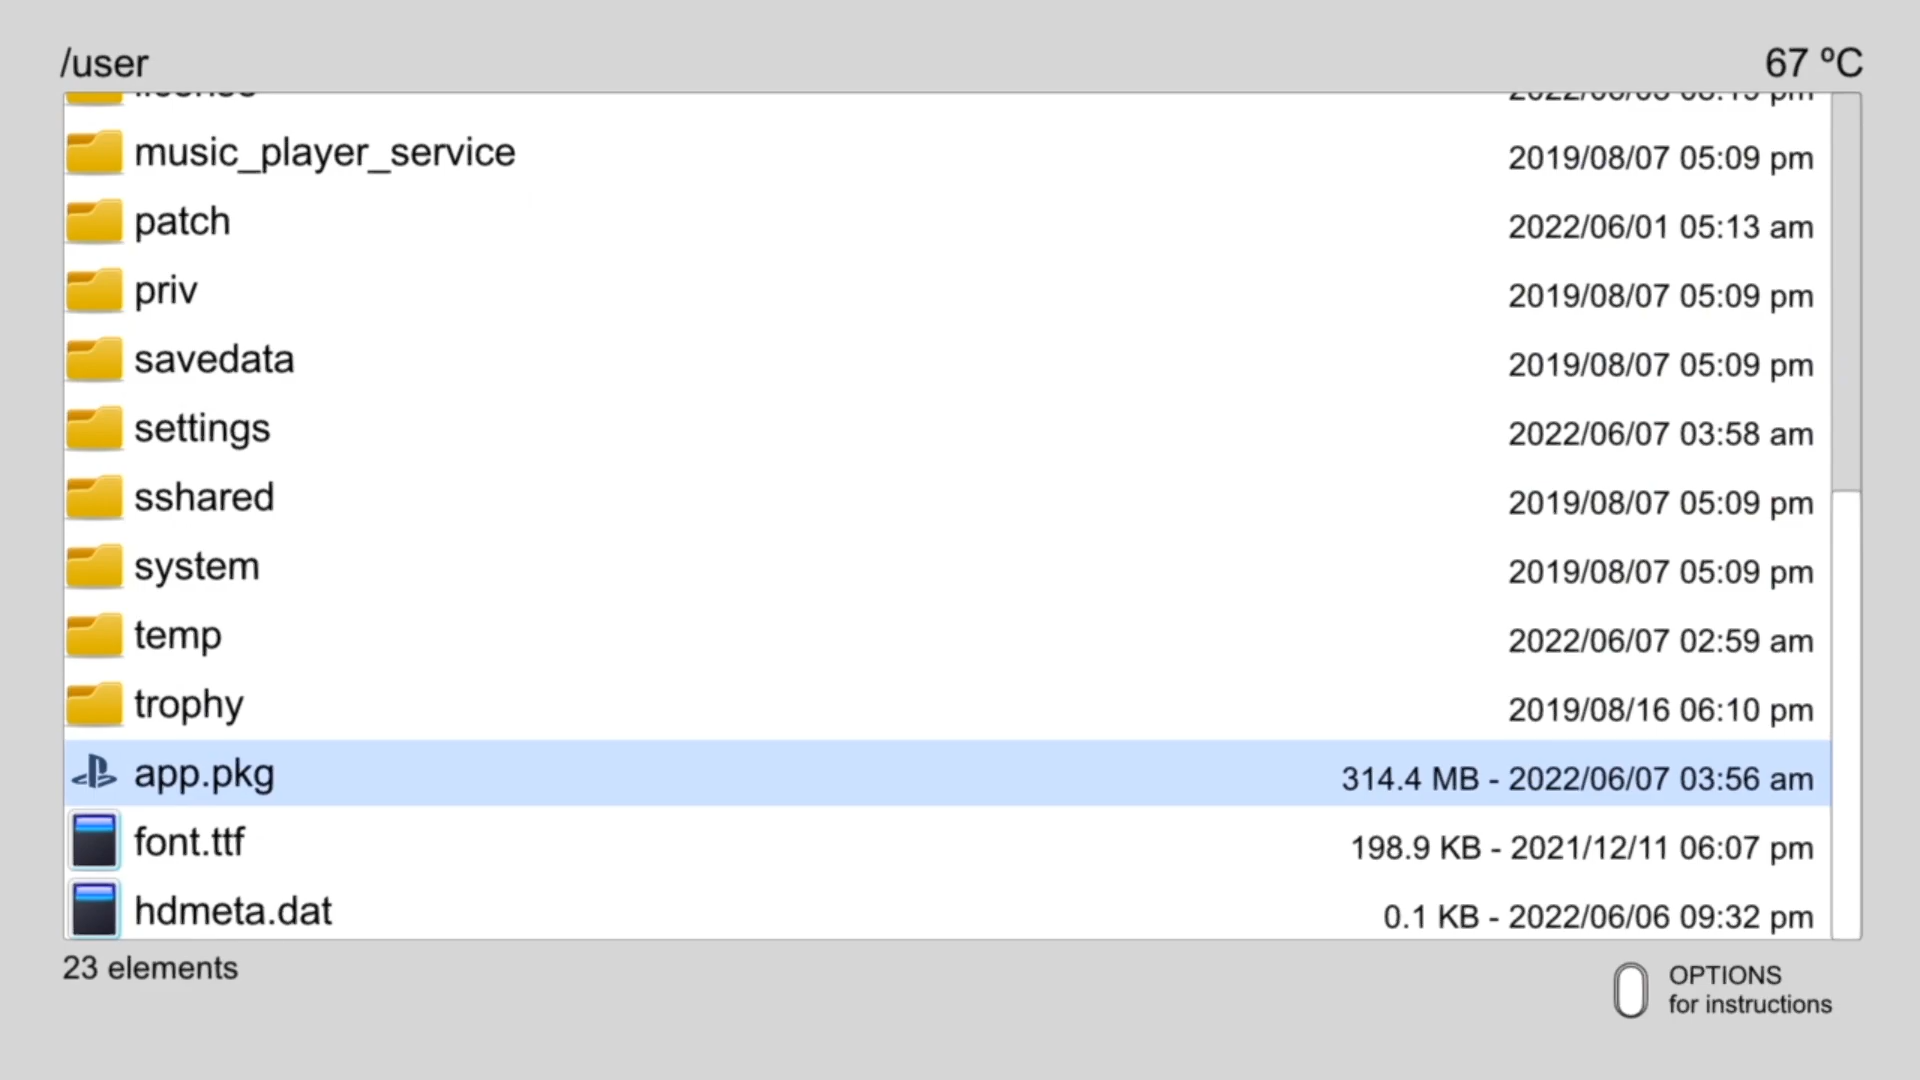 /user
67 ºC
music_player_service 2019/08/07 05:09 pm
patch 2022/06/01 05:13 am
priv 2019/08/07 05:09 pm
savedata 2019/08/07 05:09 pm
settings 2022/06/07 03:58 am
sshared 2019/08/07 05:09 pm
system 2019/08/07 05:09 pm
temp 2022/06/07 02:59 am
trophy 2019/08/16 06:10 pm
app.pkg 314.4 MB - 2022/06/07 03:56 am
font.ttf 198.9 KB - 2021/12/11 06:07 pm
hdmeta.dat 0.1 KB - 2022/06/06 09:32 pm
23 elements
OPTIONS
for instructions